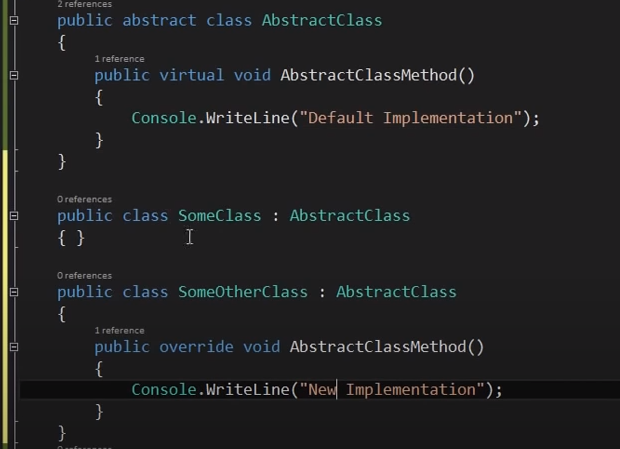 2 references
public abstract class AbstractClass
{
1 reference
public virtual void AbstractClassMethod()
{
Console.WriteLine("Default Implementation");
}
}
0 references
public class SomeClass : AbstractClass
{ }
0 references
public class SomeOtherClass : AbstractClass
{
1 reference
public override void AbstractClassMethod()
{
Console.WriteLine("New Implementation");
}
}
0 references